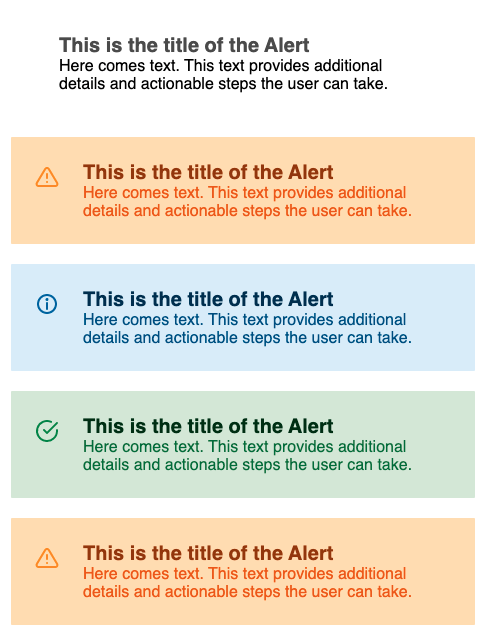 This is the title of the Alert
Here comes text. This text provides additional
details and actionable steps the user can take.
This is the title of the Alert
Here comes text. This text provides additional
details and actionable steps the user can take.
This is the title of the Alert
Here comes text. This text provides additional
details and actionable steps the user can take.
This is the title of the Alert
Here comes text. This text provides additional
details and actionable steps the user can take.
This is the title of the Alert
Here comes text. This text provides additional
details and actionable steps the user can take.